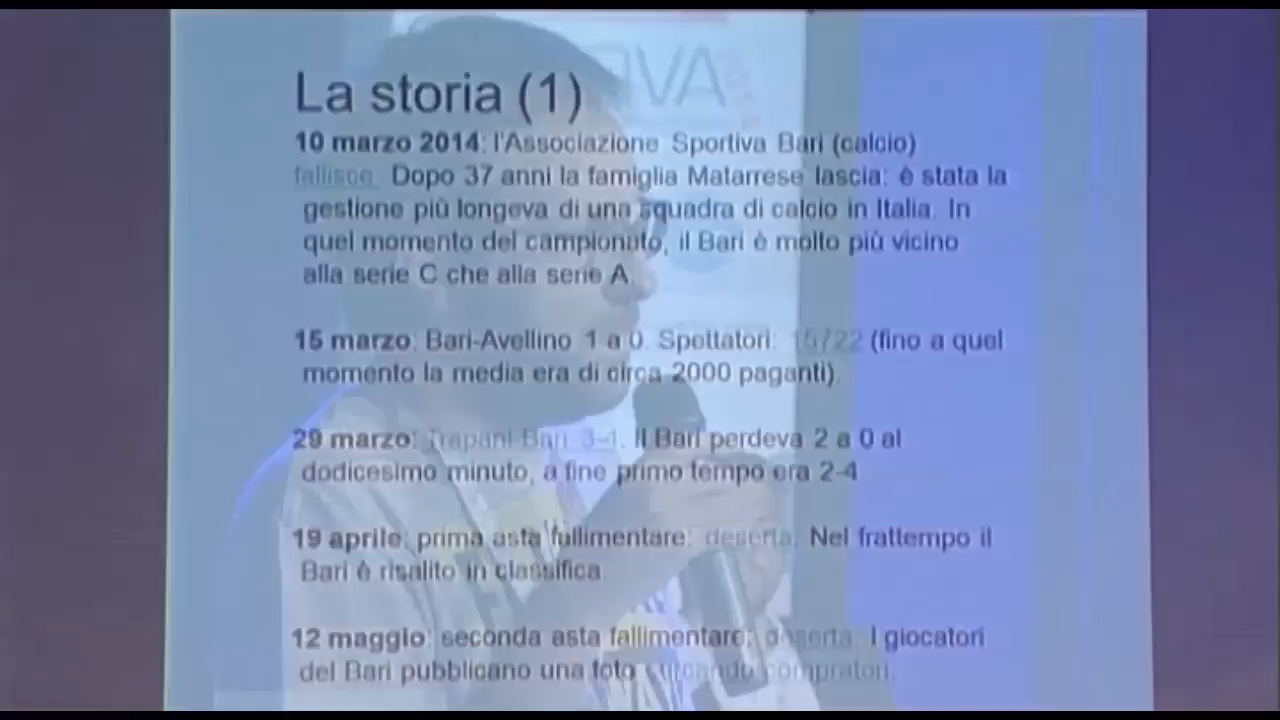 La storia (1)
10 marzo 2014: l'Associazione Sportiva Bari (calcio)
fallisce. Dopo 37 anni la famiglia Matarrese lascia: è stata la
gestione più longeva di una squadra di calcio in Italia. In
quel momento del campionato, il Bari è molto più vicino
alla serie C che alla serie A.
15 marzo: Bari-Avellino 1 a 0. Spettatori: 15722 (fino a quel
momento la media era di circa 2000 paganti).
29 marzo: Trapani-Bari 3-4. Il Bari perdeva 2 a 0 al
dodicesimo minuto, a fine primo tempo era 2-4
19 aprile: prima asta fallimentare: deserta. Nel frattempo il
Bari è risalito in classifica.
12 maggio: seconda asta fallimentare: deserta. I giocatori
del Bari pubblicano una foto cercando compratori.